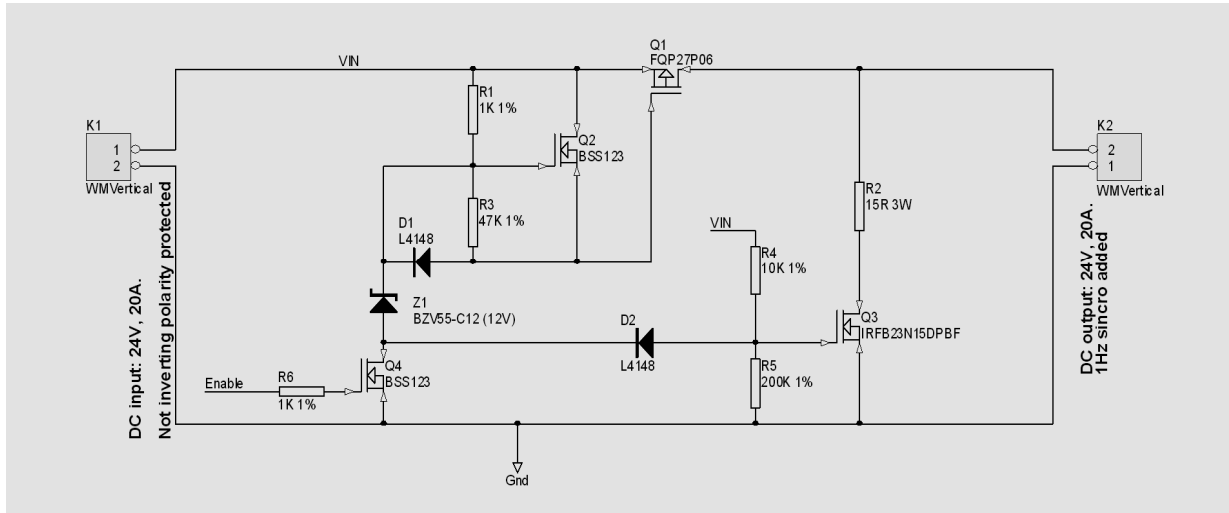 Q1
FQP27P06
VIN
R1
1K 1%
K1
1
2
WMVertical
Q2
BSS123
K2
2
1
WMVertical
R3
47K 1%
R2
15R 3W
D1
L4148
VIN
R4
10K 1%
DC input: 24V, 20A.
Not inverting polarity protected
DC output: 24V, 20A.
1Hz sincro added
Z1
BZV55-C12 (12V)
D2
L4148
Q3
IRFB23N15DPBF
Q4
BSS123
Enable
R6
1K 1%
R5
200K 1%
Gnd